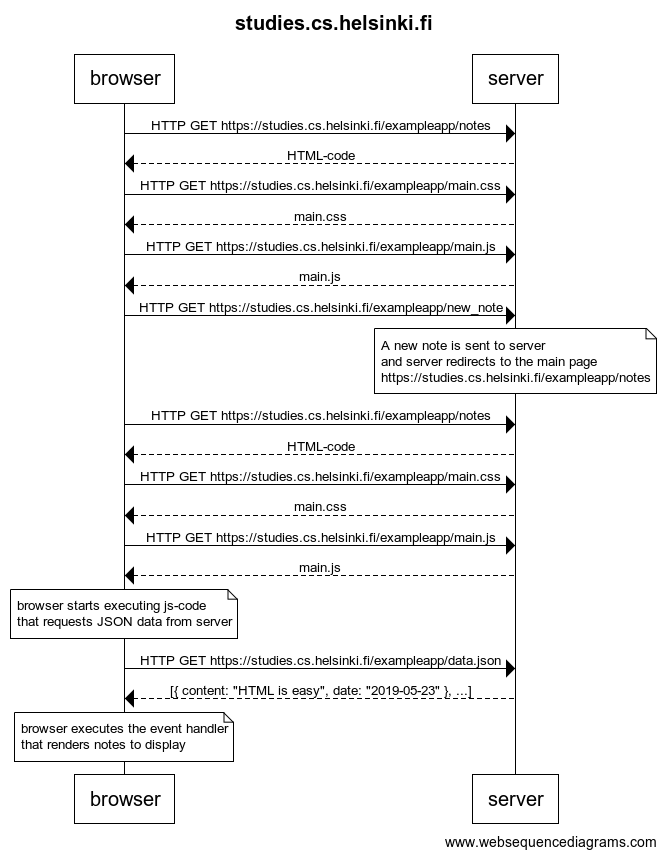 studies.cs.helsinki.fi
browser
server
HTTP GET https://studies.cs.helsinki.fi/exampleapp/notes
HTML-code
HTTP GET https://studies.cs.helsinki.fi/exampleapp/main.css
main.css
HTTP GET https://studies.cs.helsinki.fi/exampleapp/main.js
main.js
HTTP GET https://studies.cs.helsinki.fi/exampleapp/new_note
A new note is sent to server
and server redirects to the main page
https://studies.cs.helsinki.fi/exampleapp/notes
HTTP GET https://studies.cs.helsinki.fi/exampleapp/notes
HTML-code
HTTP GET https://studies.cs.helsinki.fi/exampleapp/main.css
main.css
HTTP GET https://studies.cs.helsinki.fi/exampleapp/main.js
main.js
browser starts executing js-code
that requests JSON data from server
HTTP GET https://studies.cs.helsinki.fi/exampleapp/data.json
[{ content: "HTML is easy", date: "2019-05-23" }, ...]
browser executes the event handler
that renders notes to display
browser
server
www.websequencediagrams.com